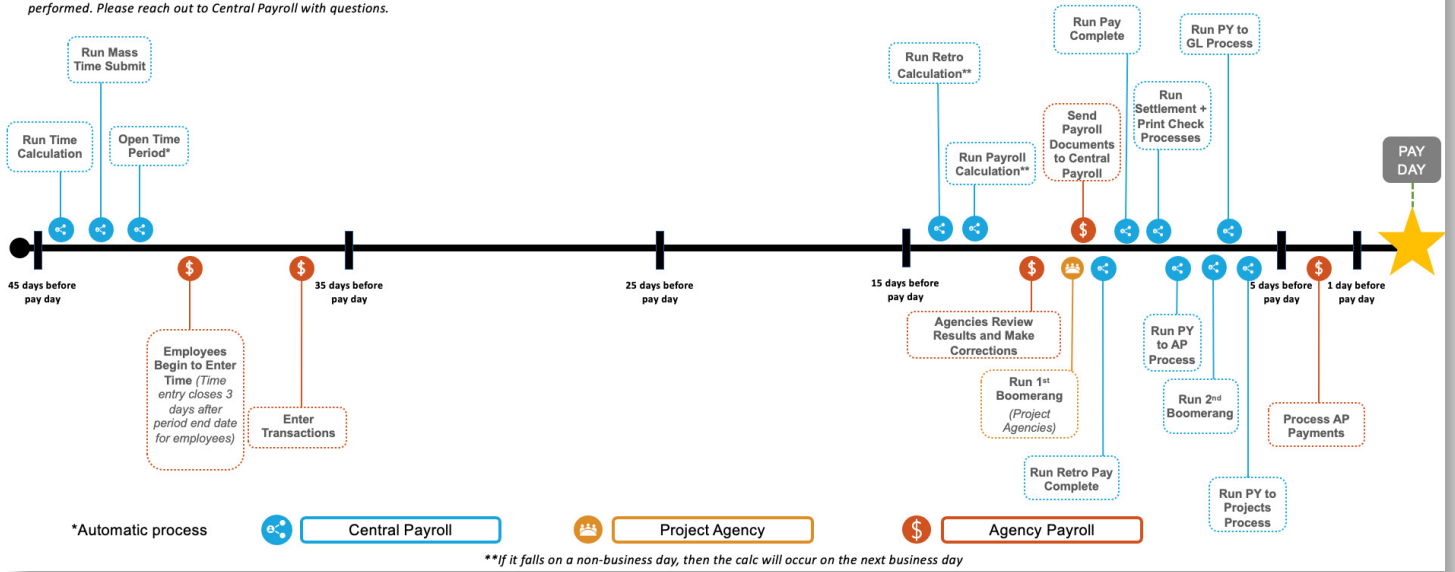 performed. Please reach out to Central Payroll with questions.
Run Mass
Time Submit
Run Time
Calculation
Open Time
Period*
Run Retro
Calculation**
Run Payroll
Calculation**
Send
Payroll
Documents
to Central
Payroll
Run Pay
Complete
Run
Settlement +
Print Check
Processes
Run PY to
GL Process
PAY
DAY
45 days before
pay day
35 days before
pay day
25 days before
pay day
15 days before
pay day
5 days before
pay day
1 day before
pay day
Employees
Begin to Enter
Time (Time
entry closes 3
days after
period end date
for employees)
Enter
Transactions
Agencies Review
Results and Make
Corrections
Run 1st
Boomerang
(Project
Agencies)
Run Retro Pay
Complete
Run PY
to AP
Process
Run 2nd
Boomerang
Run PY to
Projects
Process
Process AP
Payments
*Automatic process
Central Payroll
Project Agency
Agency Payroll
**If it falls on a non-business day, then the calc will occur on the next business day